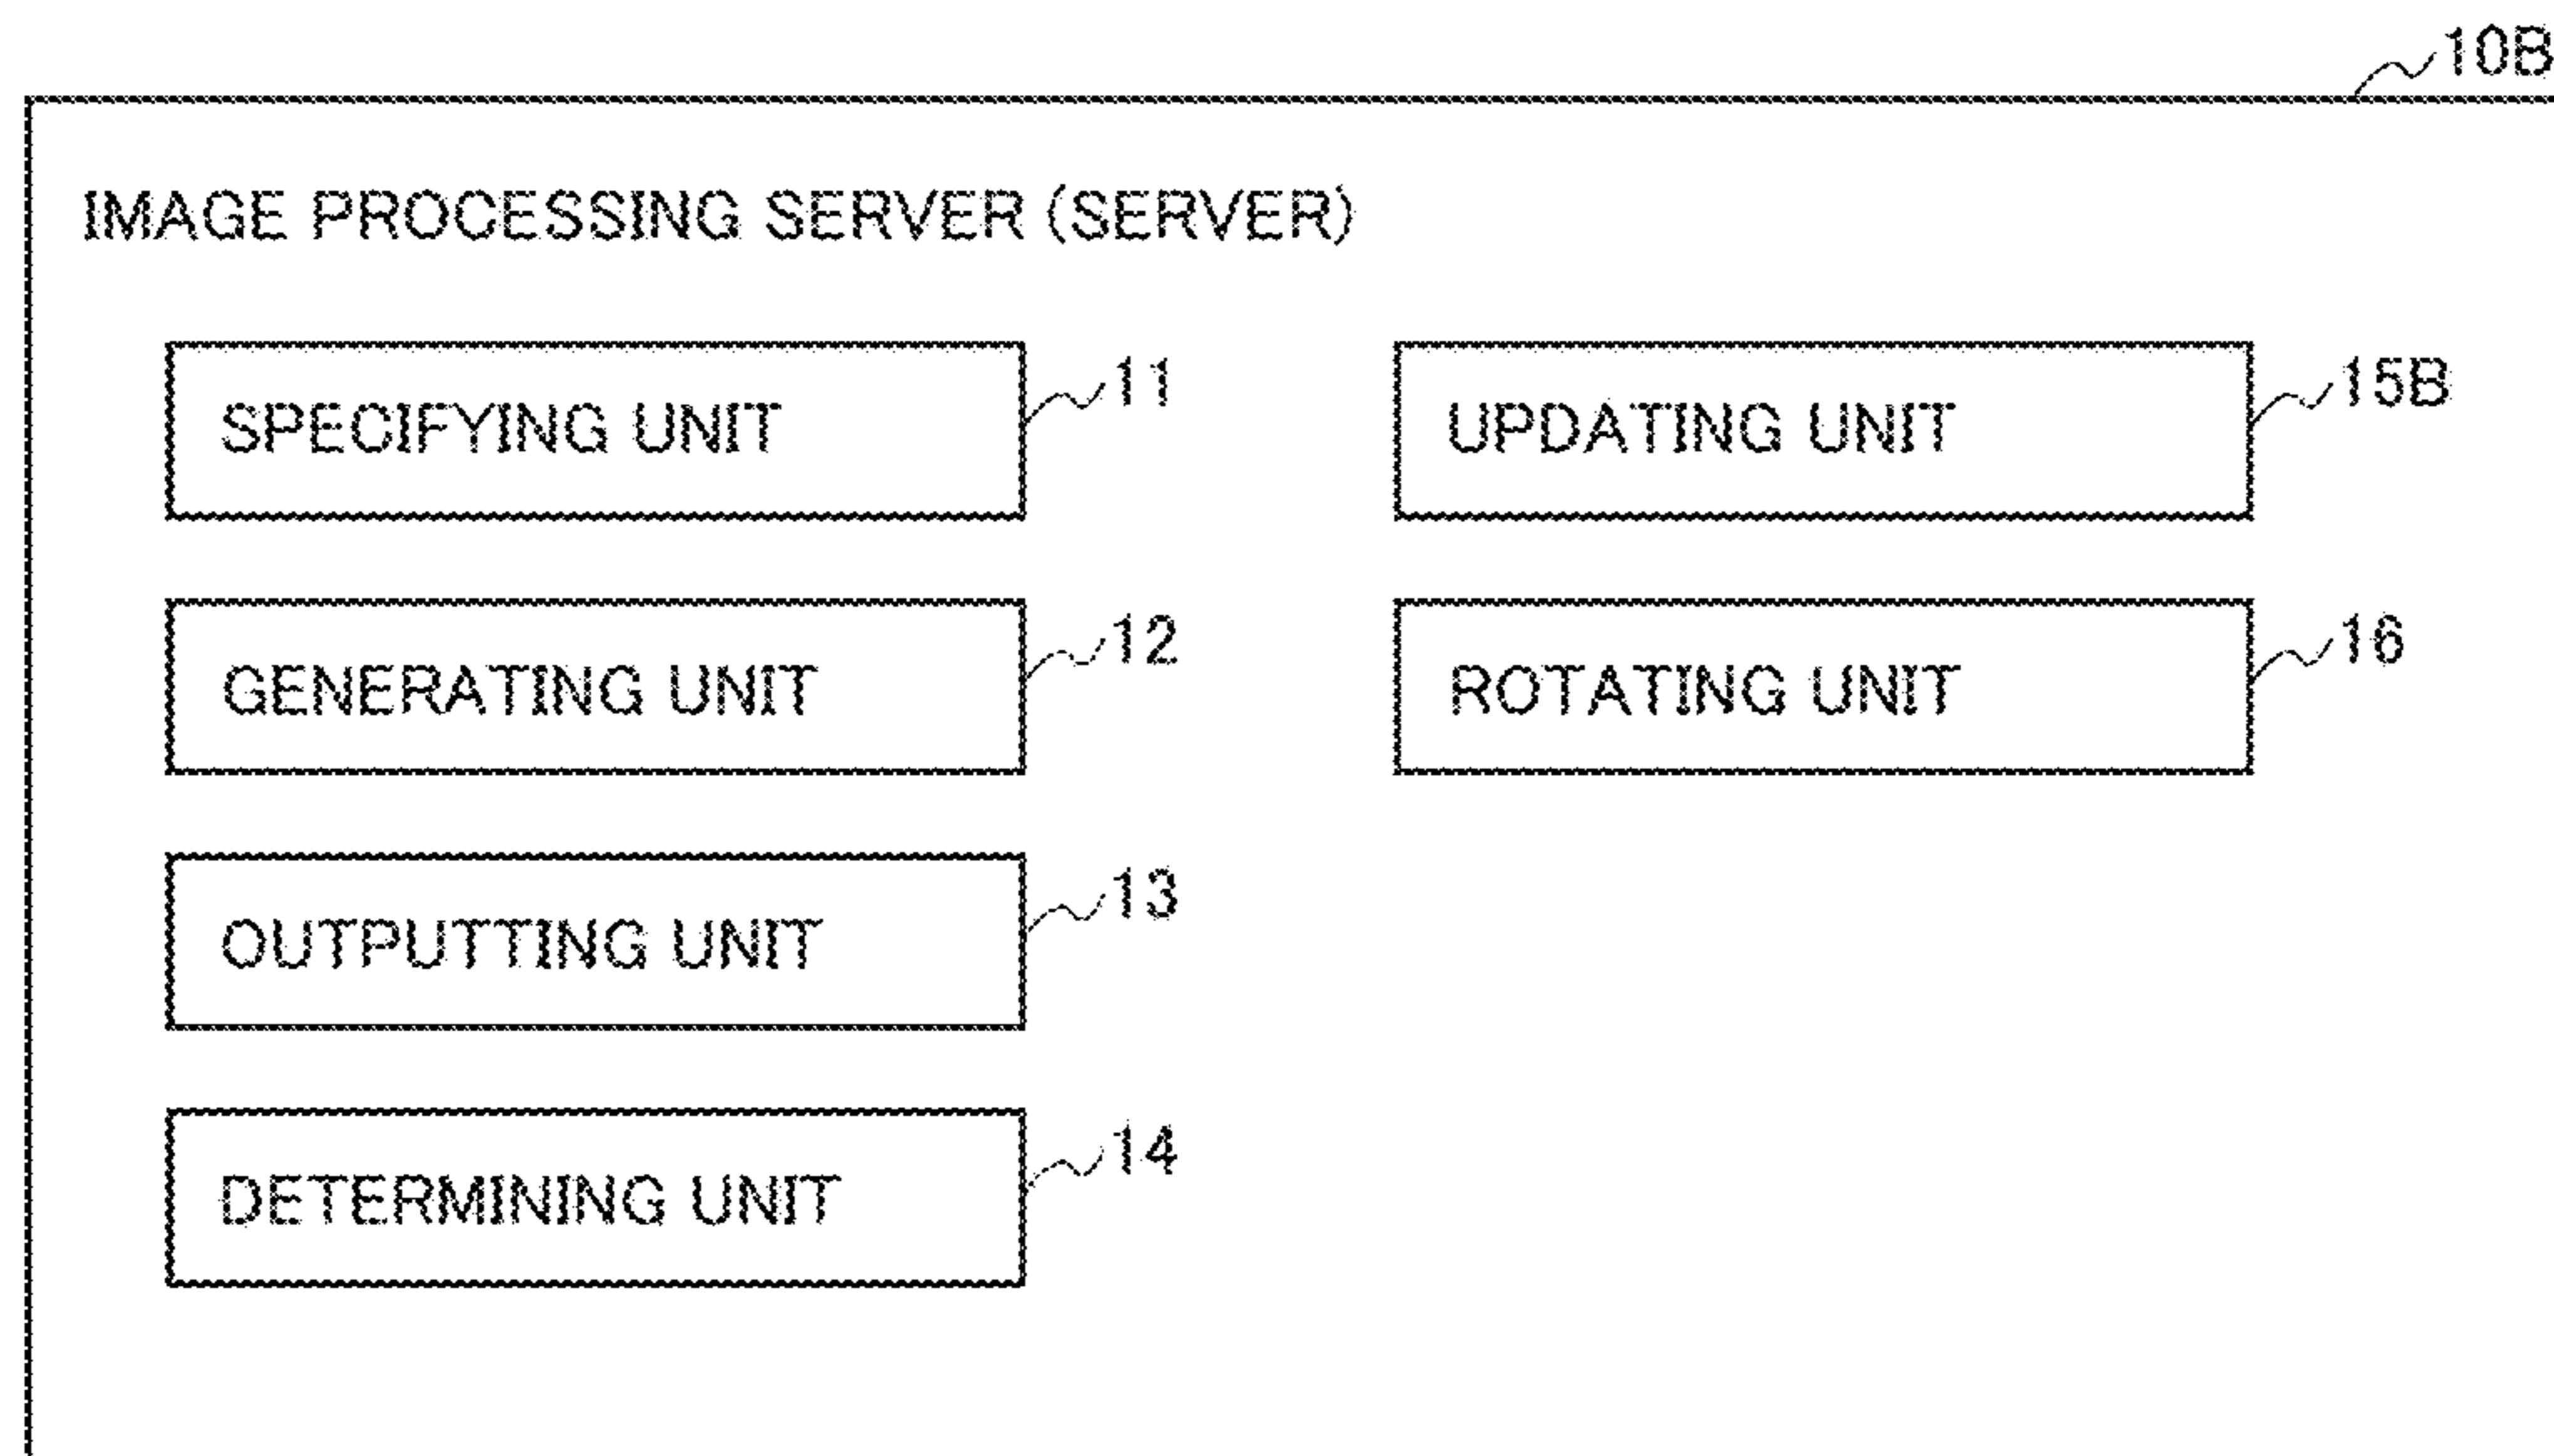 10B
IMAGE PROCESSING SERVER (SERVER)
SPECIFYING UNIT
11
GENERATING UNIT
12
OUTPUTTING UNIT
13
DETERMINING UNIT
14
UPDATING UNIT
15B
ROTATING UNIT
16